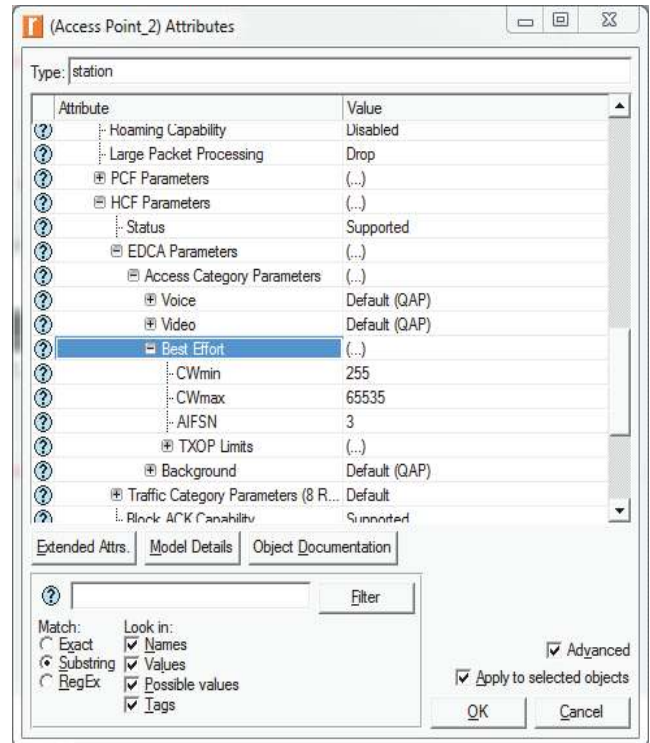 (Access Point_2) Attributes
Type: station
Attribute Value
Roaming Capability Disabled
Large Packet Processing Drop
PCF Parameters (...)
HCF Parameters (...)
Status Supported
EDCA Parameters (...)
Access Category Parameters (...)
Voice Default (QAP)
Video Default (QAP)
Best Effort (...)
CWmin 255
CWmax 65535
AIFSN 3
TXOP Limits (...)
Background Default (QAP)
Traffic Category Parameters (8 R... Default
Block ACK Capability Supported
Extended Attrs. Model Details Object Documentation
Filter
Match: Look in:
Exact Names
Substring Values
RegEx Possible values
Tags
Advanced
Apply to selected objects
OK Cancel